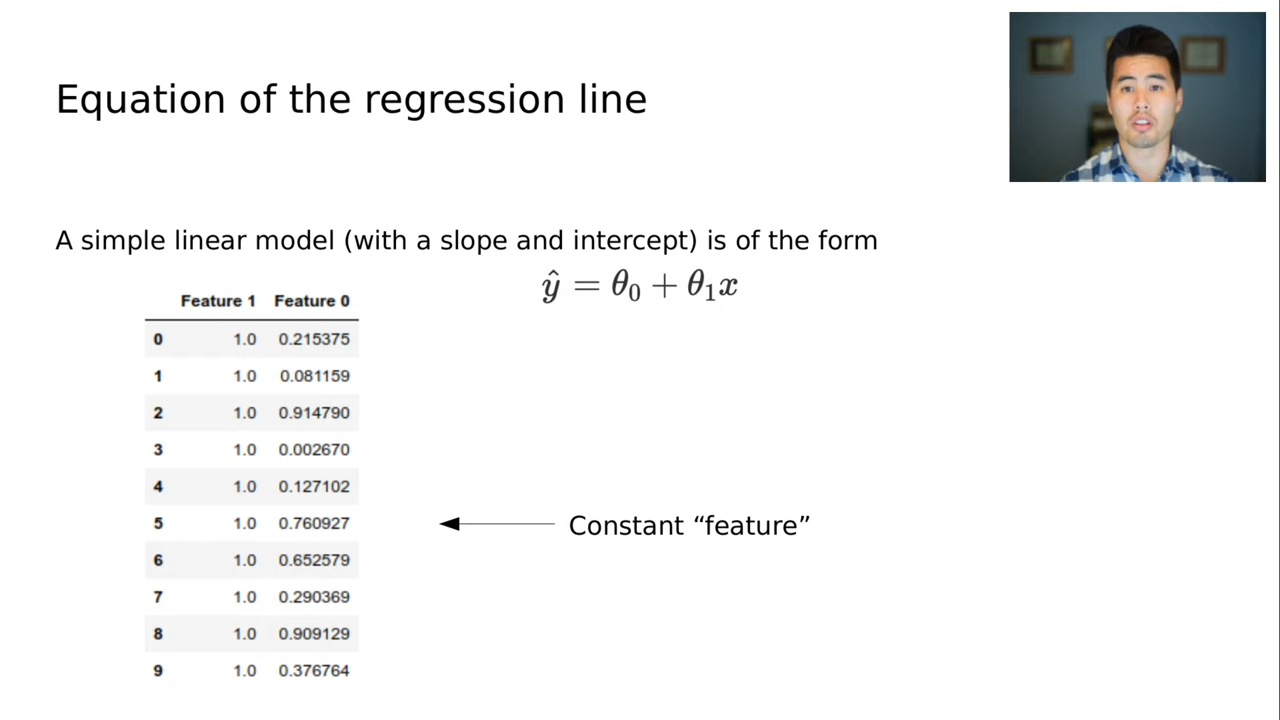 Equation of the regression line
A simple linear model (with a slope and intercept) is of the form
ŷ = θ₀ + θ₁x
Feature 1 Feature 0
0 1.0 0.215375
1 1.0 0.081159
2 1.0 0.914790
3 1.0 0.002670
4 1.0 0.127102
5 1.0 0.760927
Constant “feature”
6 1.0 0.652579
7 1.0 0.290369
8 1.0 0.909129
9 1.0 0.376764